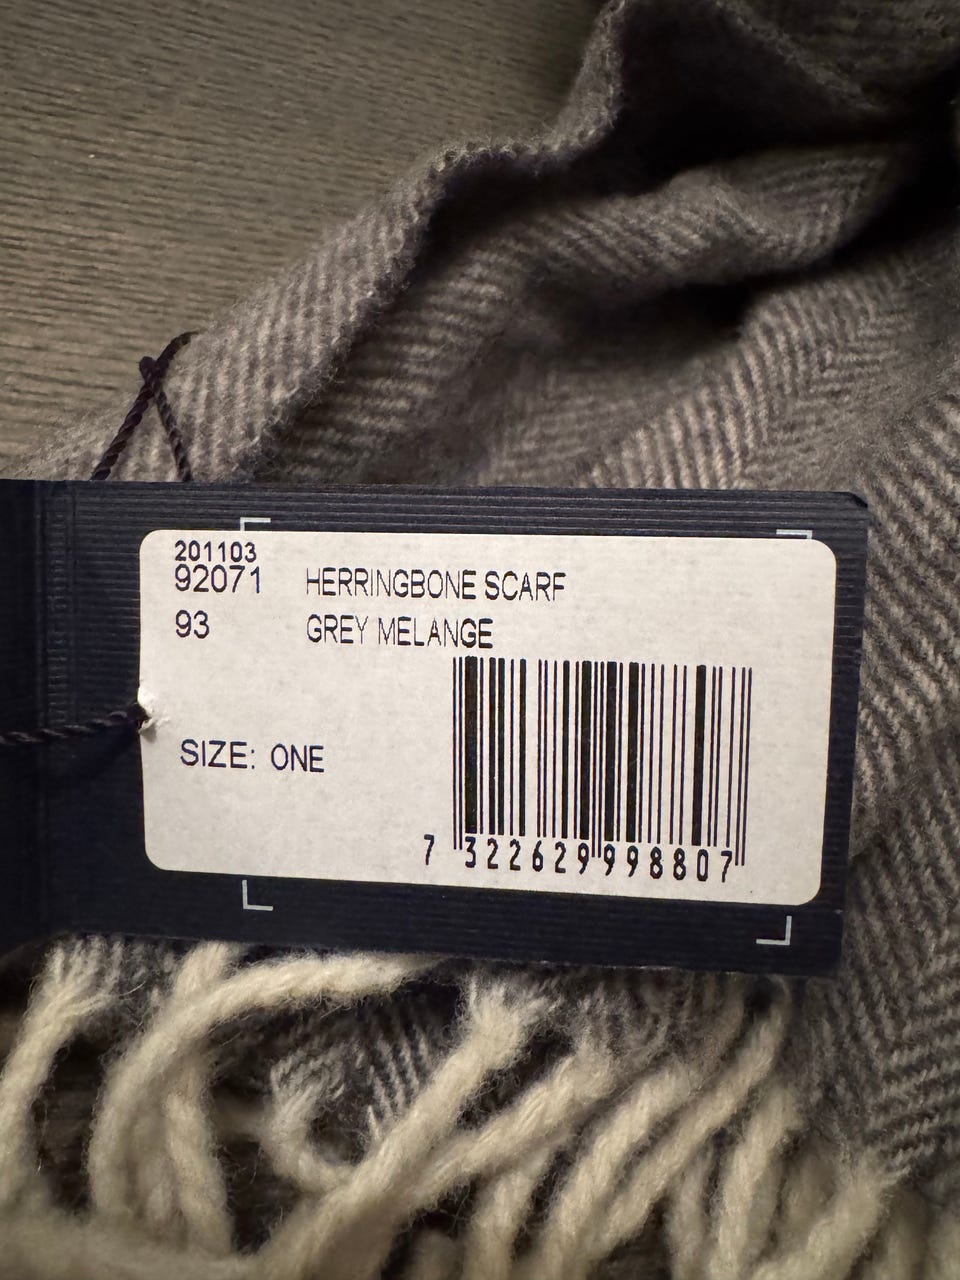 201103
92071 HERRINGBONE SCARF
93 GREY MELANGE
SIZE: ONE
7 322629 998807